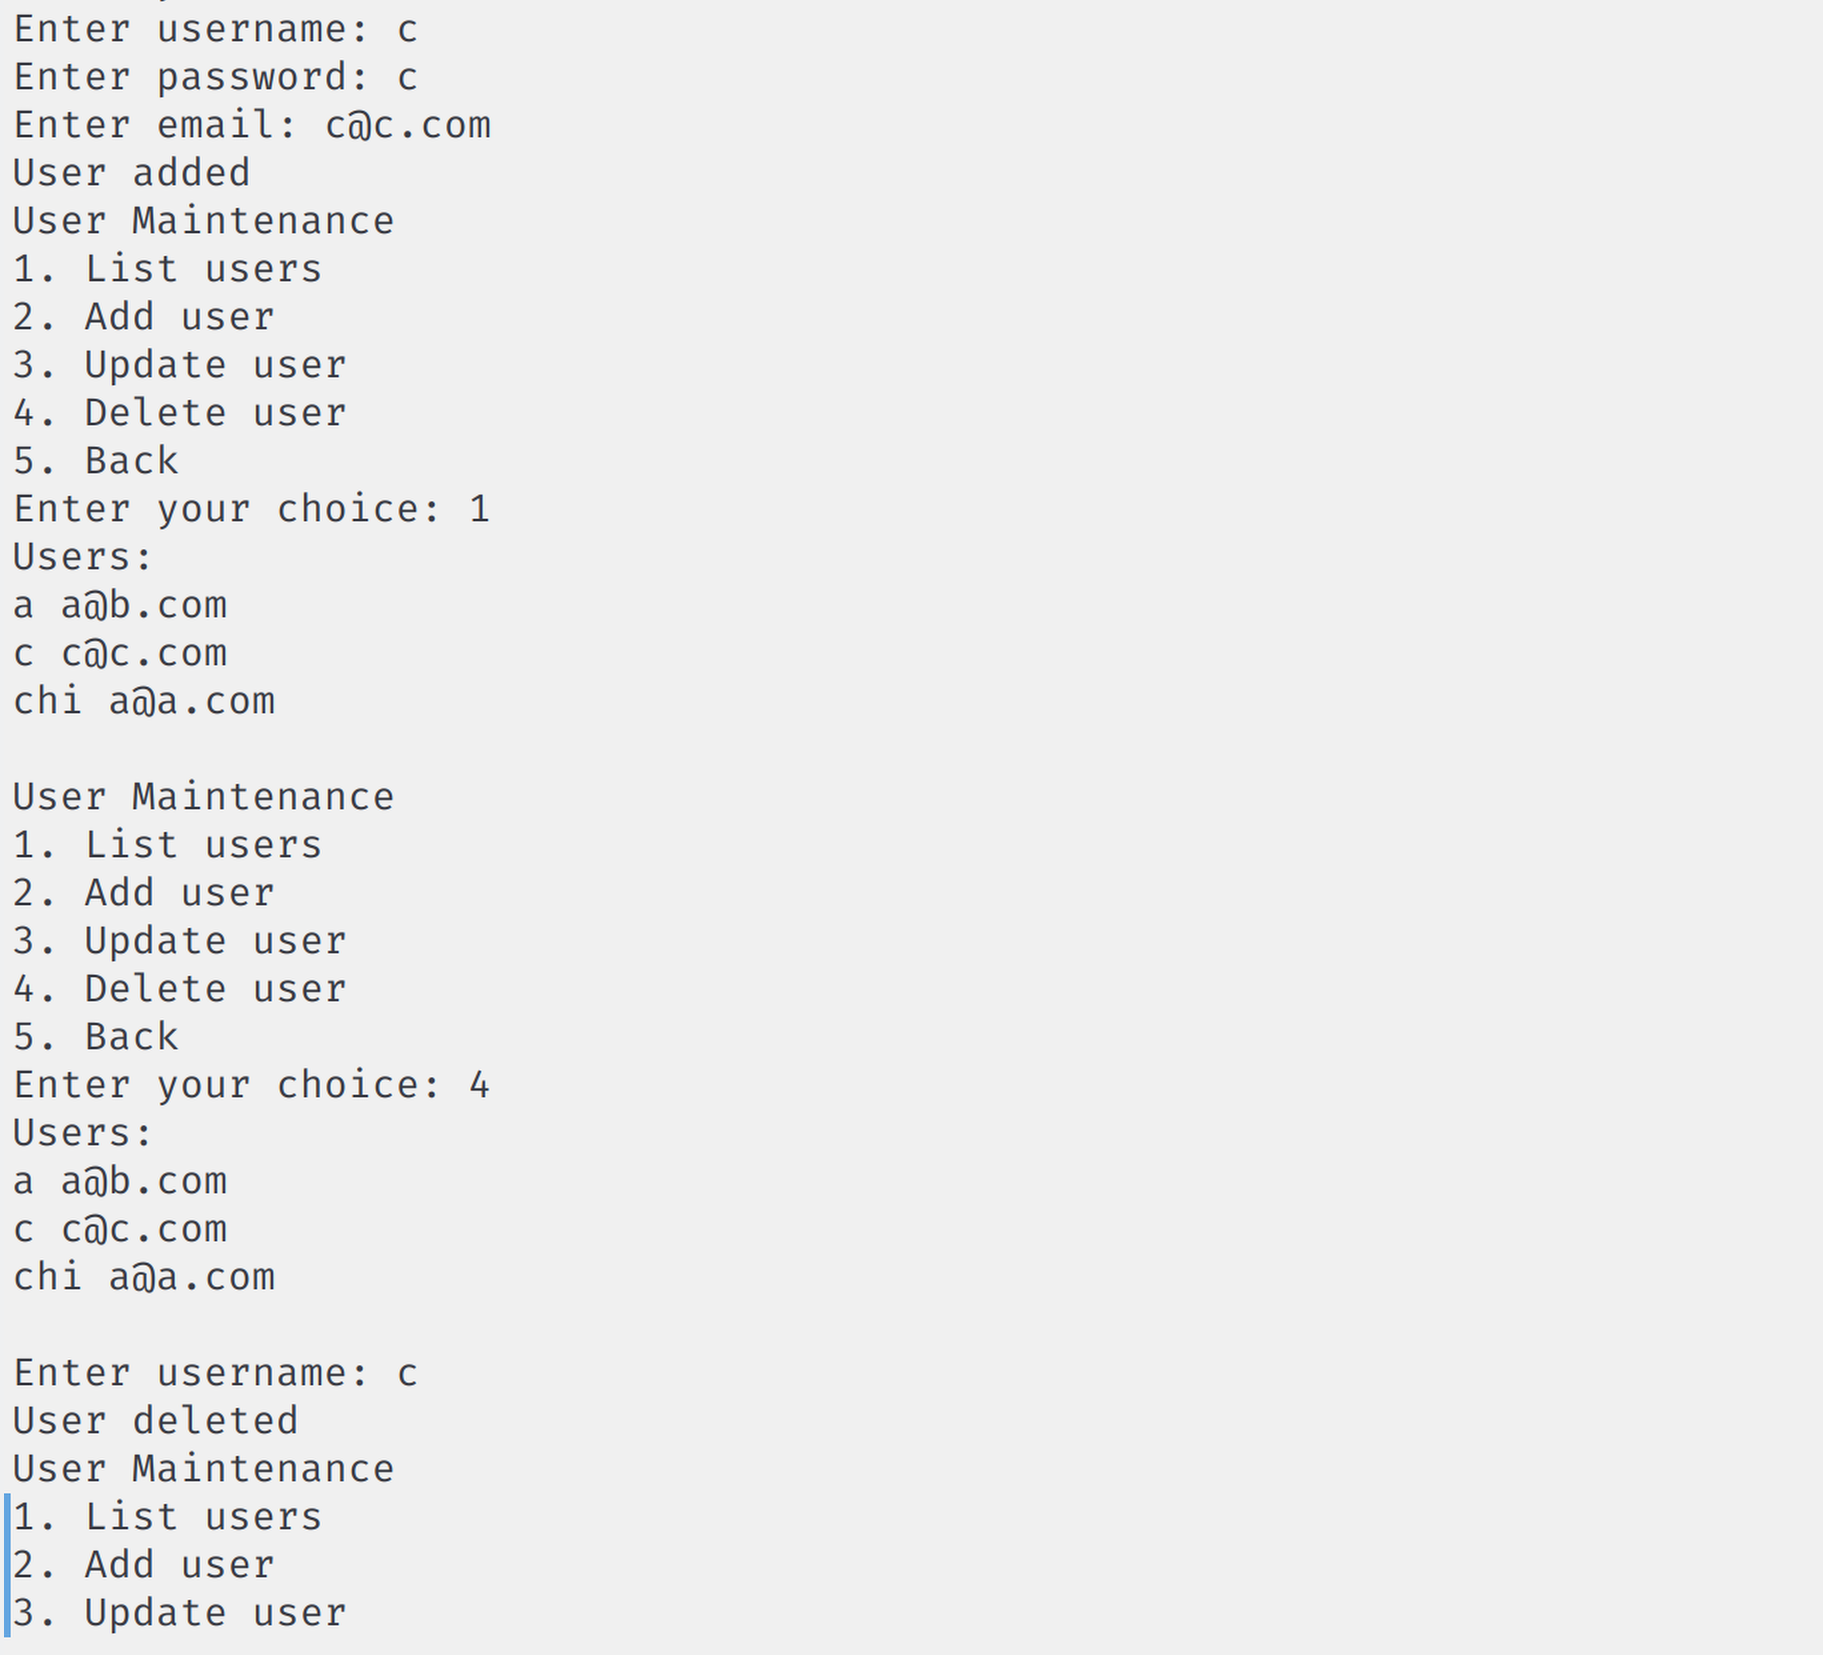 Enter username: c
Enter password: c
Enter email: c@c.com
User added
User Maintenance
1. List users
2. Add user
3. Update user
4. Delete user
5. Back
Enter your choice: 1
Users:
a a@b.com
c c@c.com
chi a@a.com

User Maintenance
1. List users
2. Add user
3. Update user
4. Delete user
5. Back
Enter your choice: 4
Users:
a a@b.com
c c@c.com
chi a@a.com

Enter username: c
User deleted
User Maintenance
1. List users
2. Add user
3. Update user